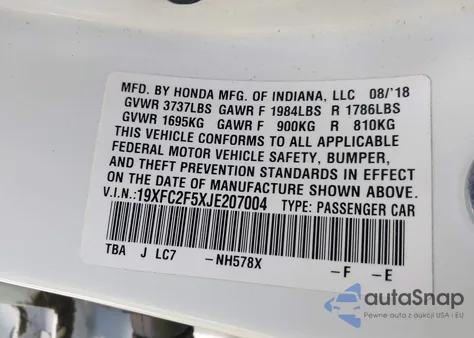 MFD. BY HONDA MFG. OF INDIANA, LLC 08/'18
GVWR 3737LBS GAWR F 1984LBS R 1786LBS
GVWR 1695KG GAWR F 900KG R 810KG
THIS VEHICLE CONFORMS TO ALL APPLICABLE
FEDERAL MOTOR VEHICLE SAFETY, BUMPER,
AND THEFT PREVENTION STANDARDS IN EFFECT
ON THE DATE OF MANUFACTURE SHOWN ABOVE.
V.I.N.: 19XFC2F5XJE207004 TYPE: PASSENGER CAR
TBA J LC7 -NH578X -F -E
autoSnap
Pewne auta z aukcji USA i EU